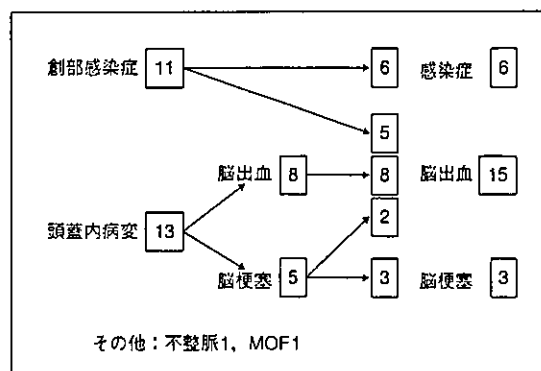 創部感染症 11 6 感染症 6
5
脳出血 8 8 脳出血 15
頭蓋内病変 13 2
脳梗塞 5 3 脳梗塞 3
その他：不整脈1，MOF1